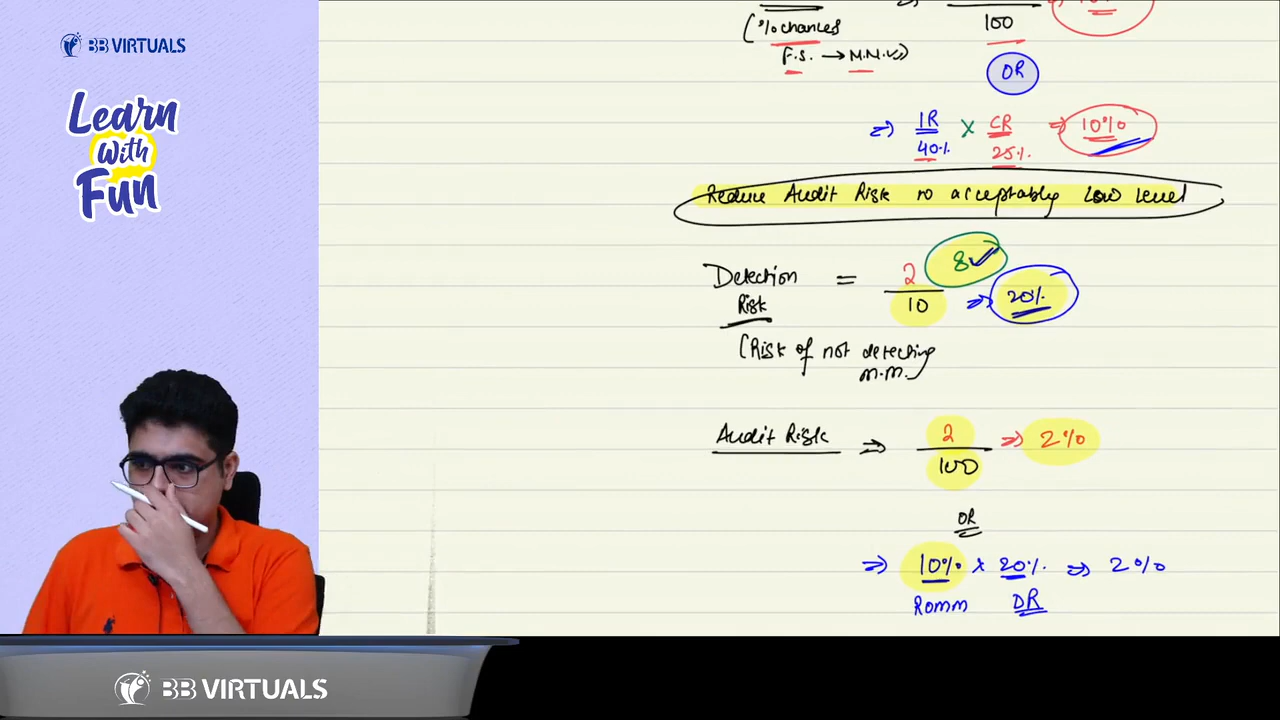 BB VIRTUALS
Learn
With
Fun
(% chances
F.S. → M.M.
100
OR
⇒ IR × CR ⇒ 10%
40% 25%
Reduce Audit Risk to acceptably low level
Detection = 2 8✓
Risk 10 ⇒ 20%
(Risk of not detecting
m.m.)
Audit Risk ⇒ 2 ⇒ 2%
100
OR
⇒ 10% × 20% ⇒ 2%
Romm DR
BB VIRTUALS